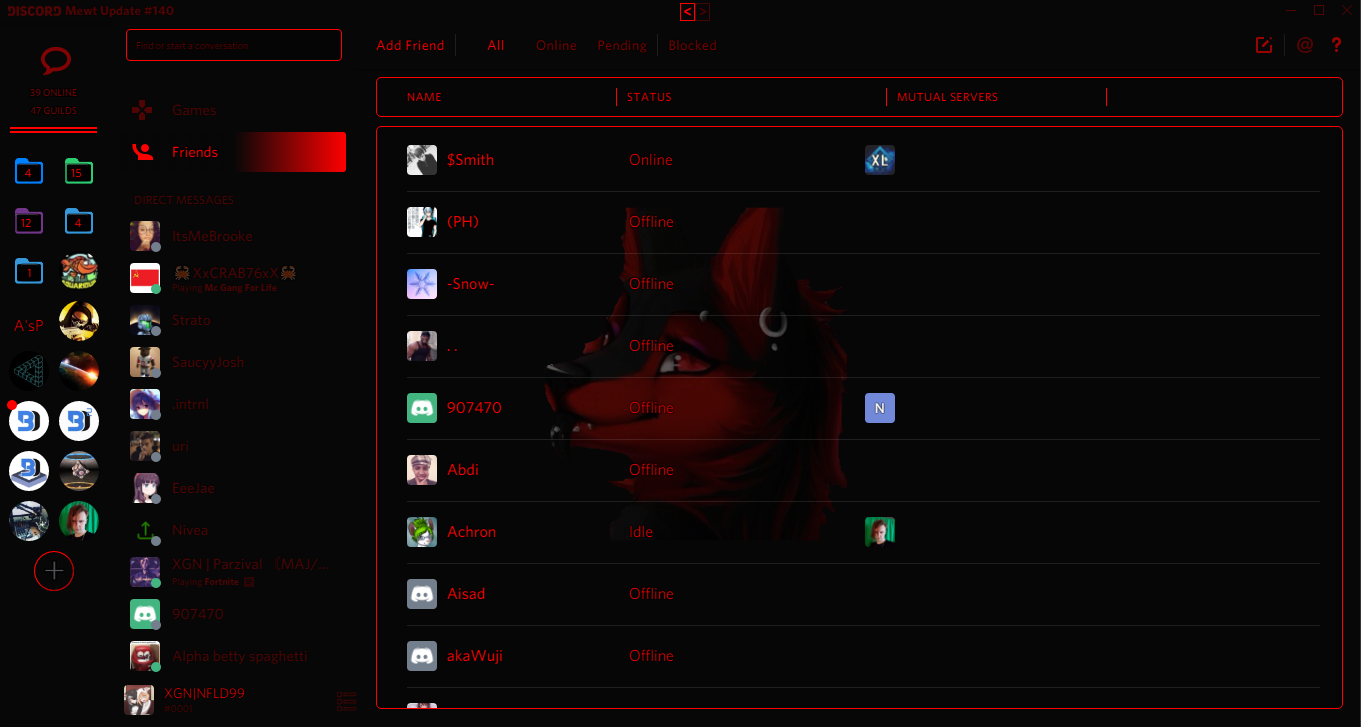 DISCORD Mewt Update #140
< >
Find or start a conversation
39 ONLINE
47 GUILDS
4
15
12
4
1
A'sP
Games
Friends
DIRECT MESSAGES
ItsMeBrooke
🦀XxCRAB76xX🦀
Playing Mc Gang For Life
Strato
SaucyyJosh
.intrnl
uri
EeeJae
Nivea
XGN | Parzival 〔MAJ/...
Playing Fortnite
907470
Alpha betty spaghetti
XGN|NFLD99
#0001
Add Friend
All
Online
Pending
Blocked
@
?
NAME
STATUS
MUTUAL SERVERS
$Smith Online XL
(PH) Offline
-Snow- Offline
. . Offline
907470 Offline N
Abdi Offline
Achron Idle
Aisad Offline
akaWuji Offline